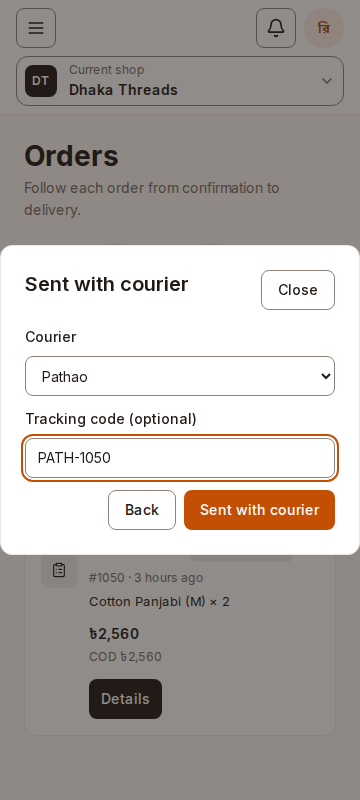 রি
DT
Current shop
Dhaka Threads
Orders
Follow each order from confirmation to
delivery.
Sent with courier
Close
Courier
Pathao
Tracking code (optional)
PATH-1050
Back
Sent with courier
#1050 · 3 hours ago
Cotton Panjabi (M) × 2
৳2,560
COD ৳2,560
Details